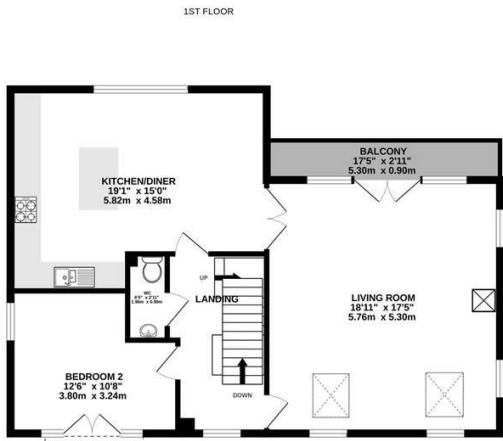 1ST FLOOR
BALCONY
17'5" x 2'11"
5.30m x 0.90m
KITCHEN/DINER
19'1" x 15'0"
5.82m x 4.58m
UP
WC
LANDING
LIVING ROOM
18'11" x 17'5"
5.76m x 5.30m
BEDROOM 2
12'6" x 10'8"
3.80m x 3.24m
DOWN